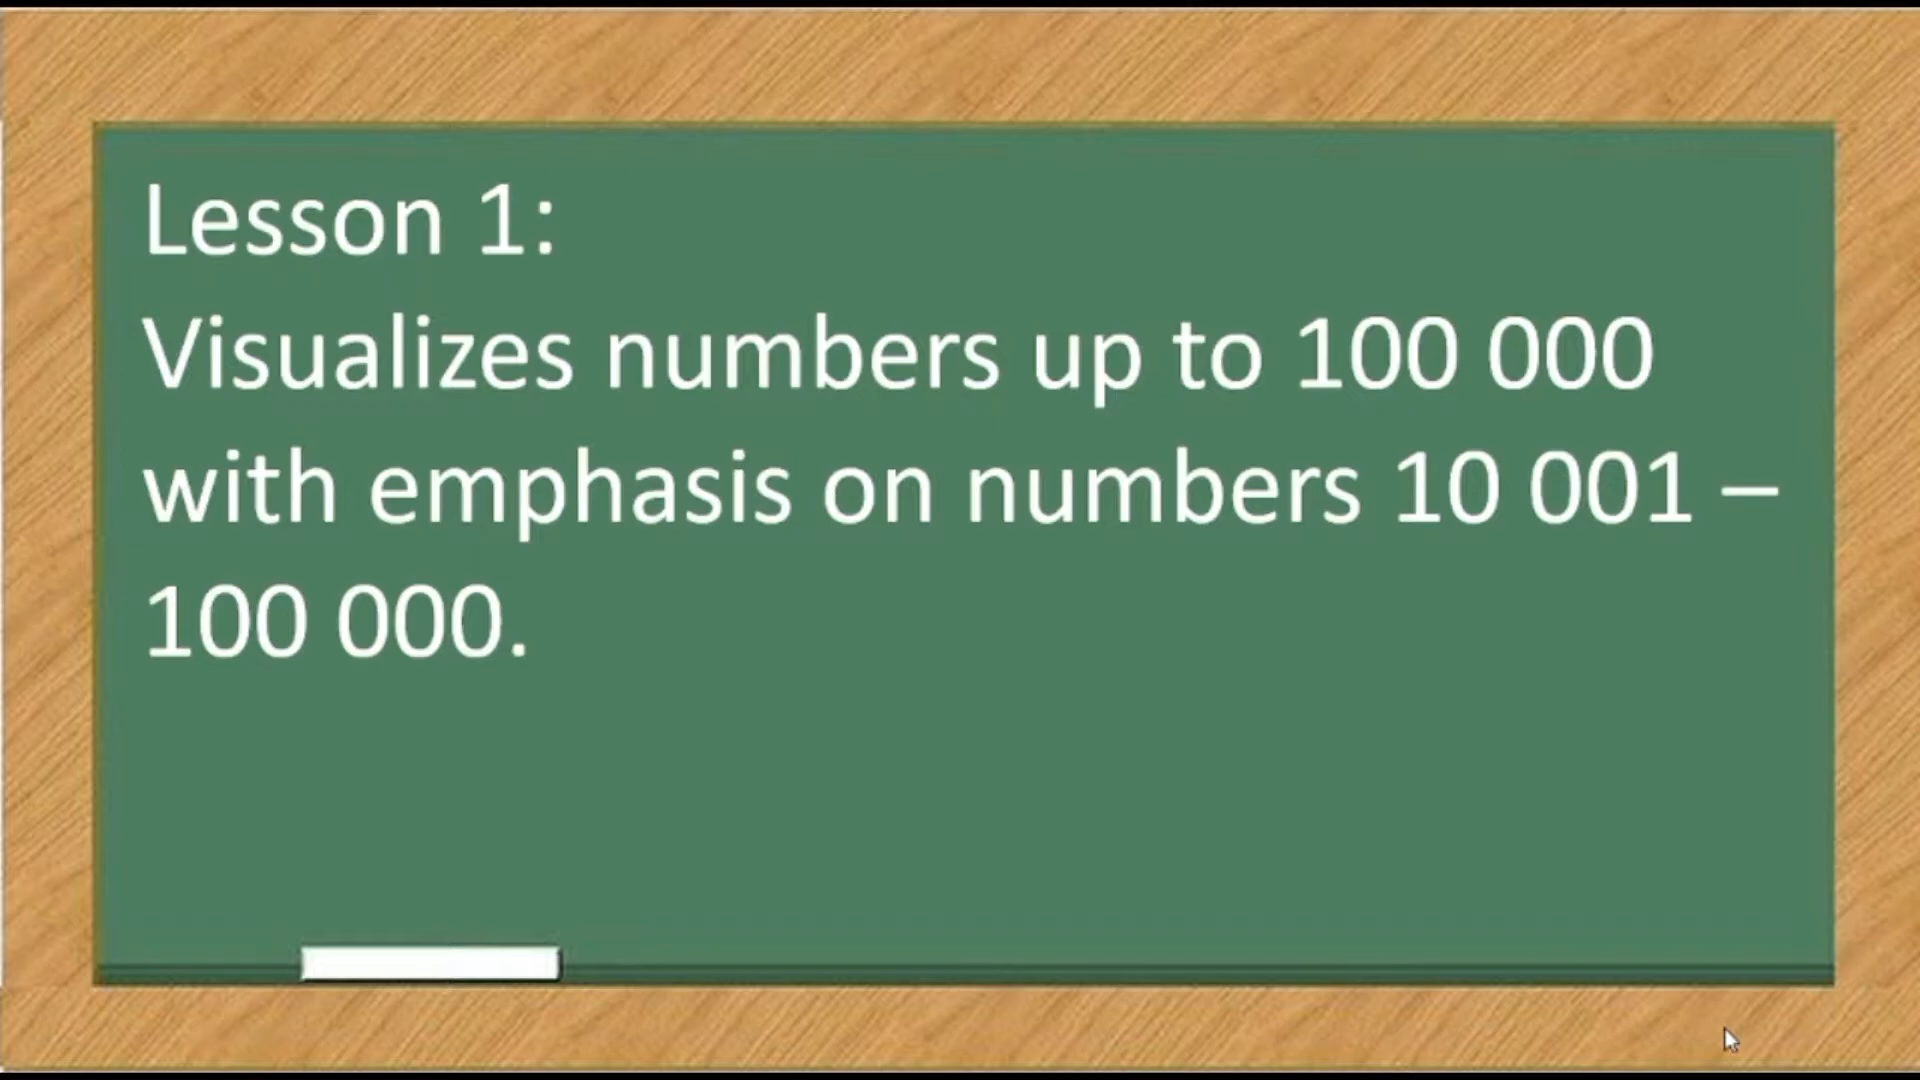 Lesson 1:
Visualizes numbers up to 100 000
with emphasis on numbers 10 001 –
100 000.